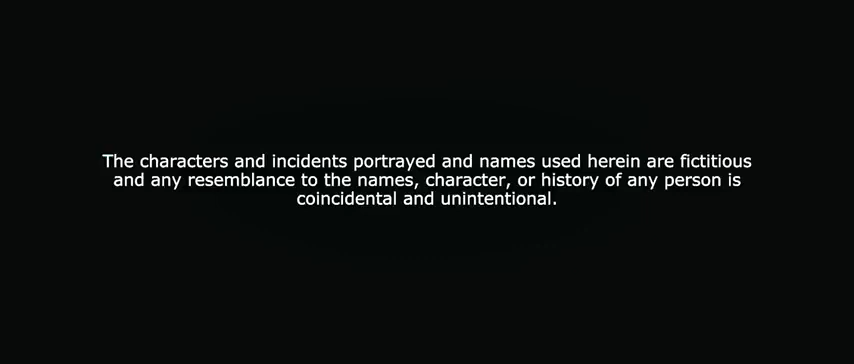 The characters and incidents portrayed and names used herein are fictitious
and any resemblance to the names, character, or history of any person is
coincidental and unintentional.